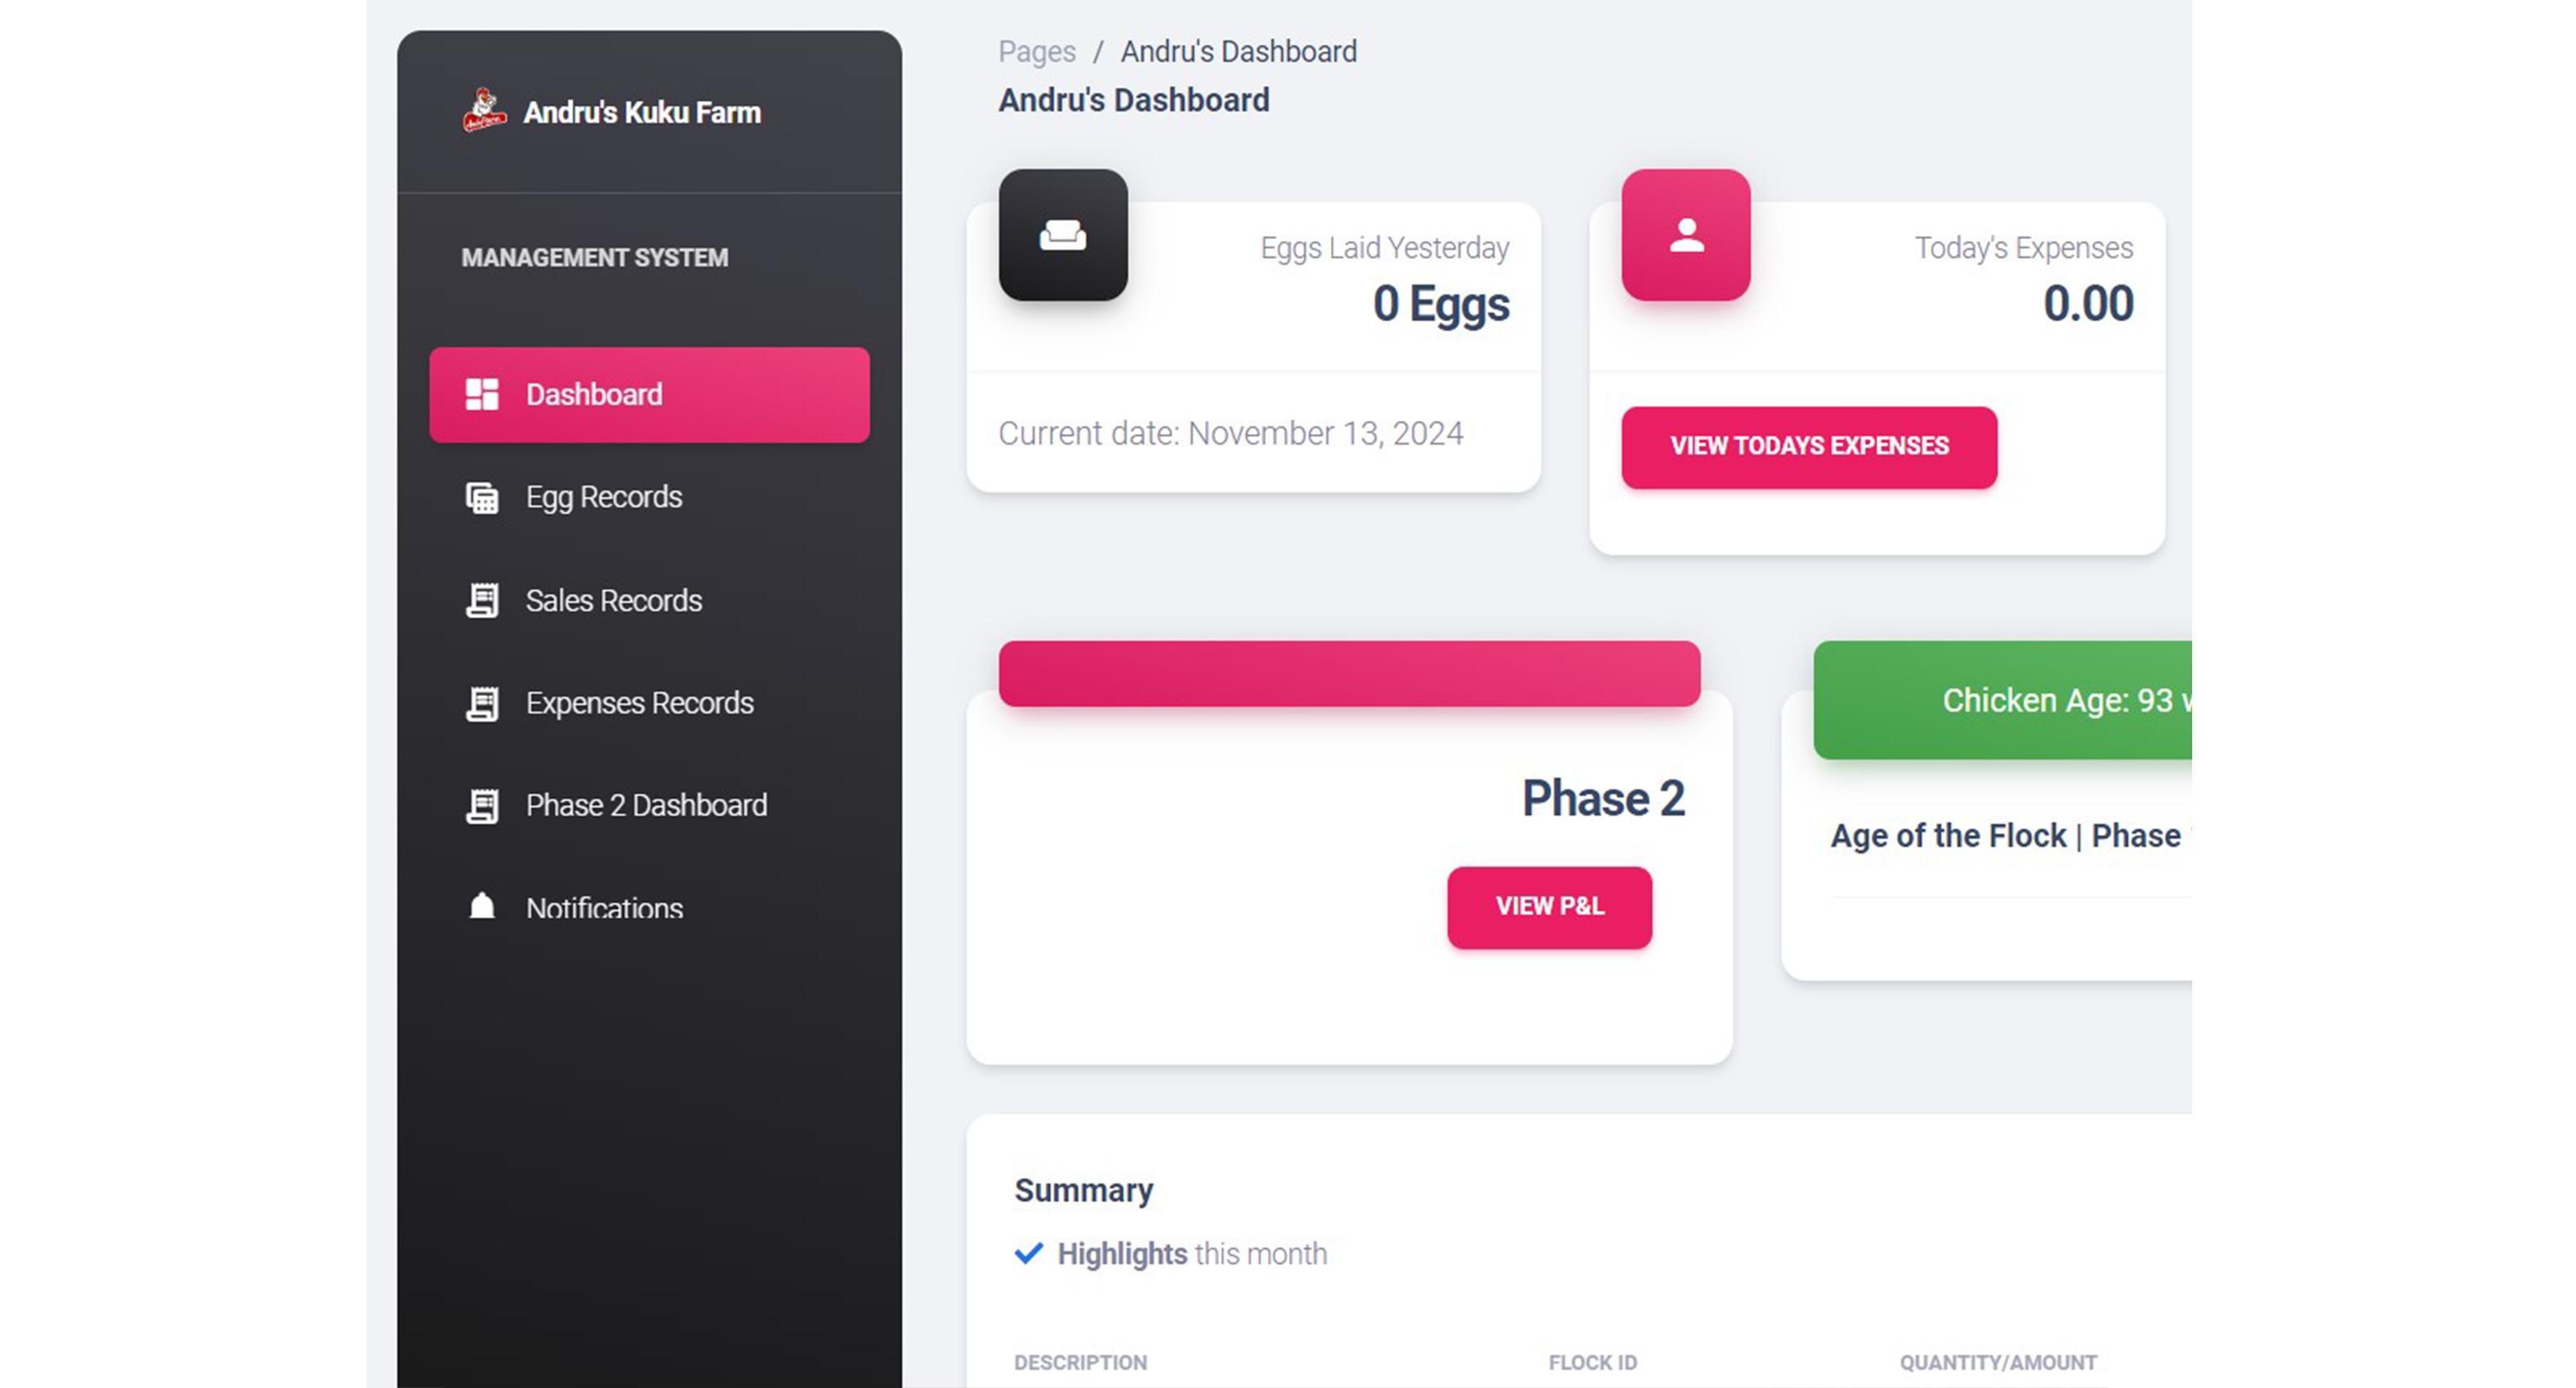 Andru's Kuku Farm
MANAGEMENT SYSTEM
Dashboard
Egg Records
Sales Records
Expenses Records
Phase 2 Dashboard
Notifications
Pages / Andru's Dashboard
Andru's Dashboard
Eggs Laid Yesterday
0 Eggs
Current date: November 13, 2024
Today's Expenses
0.00
VIEW TODAYS EXPENSES
Phase 2
VIEW P&L
Chicken Age: 93
Age of the Flock | Phase
Summary
Highlights this month
DESCRIPTION FLOCK ID QUANTITY/AMOUNT